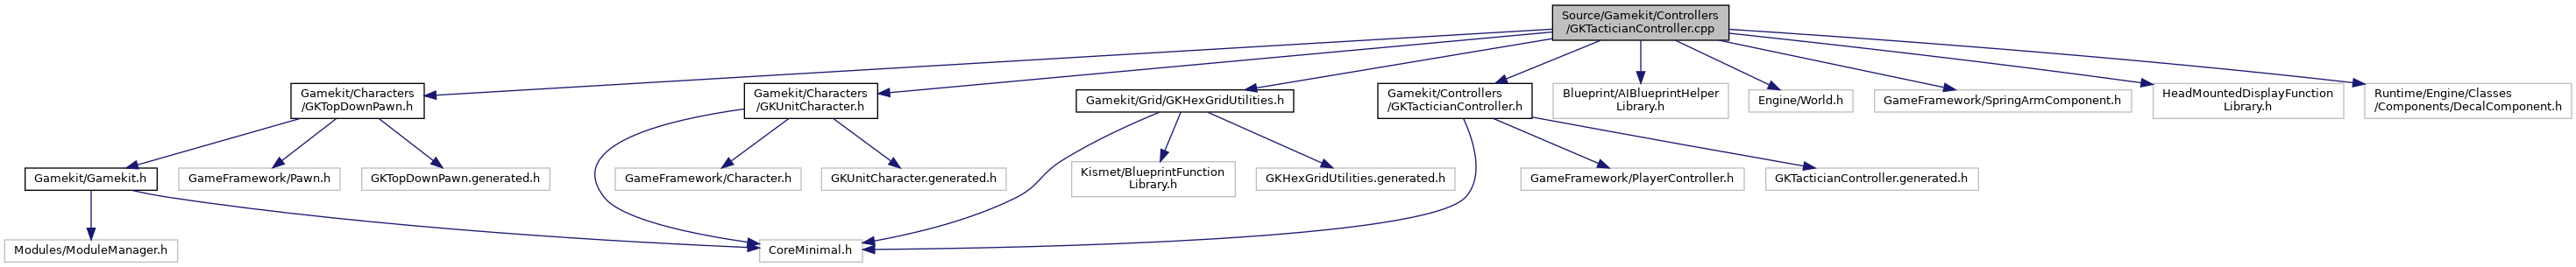 Source/Gamekit/Controllers
/GKTacticianController.cpp
Gamekit/Characters
/GKTopDownPawn.h
Gamekit/Characters
/GKUnitCharacter.h
Gamekit/Grid/GKHexGridUtilities.h
Gamekit/Controllers
/GKTacticianController.h
Blueprint/AIBlueprintHelper
Library.h
Engine/World.h
GameFramework/SpringArmComponent.h
HeadMountedDisplayFunction
Library.h
Runtime/Engine/Classes
/Components/DecalComponent.h
Gamekit/Gamekit.h
GameFramework/Pawn.h
GKTopDownPawn.generated.h
GameFramework/Character.h
GKUnitCharacter.generated.h
Kismet/BlueprintFunction
Library.h
GKHexGridUtilities.generated.h
GameFramework/PlayerController.h
GKTacticianController.generated.h
Modules/ModuleManager.h
CoreMinimal.h